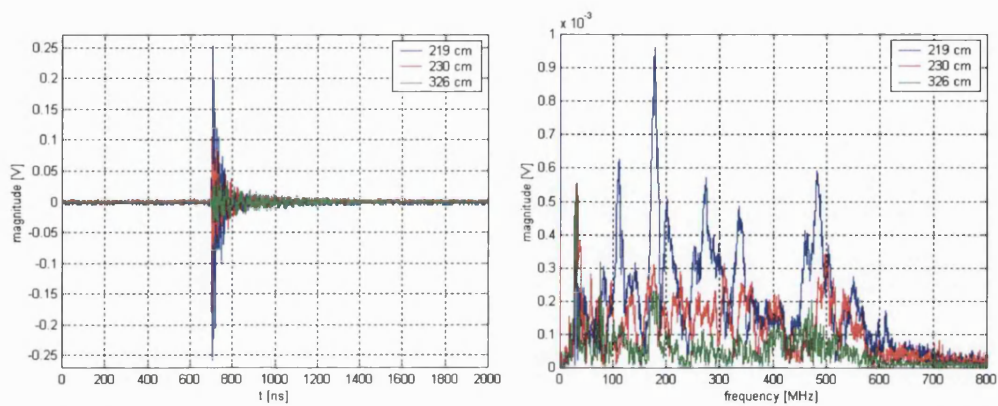 0.25
0.2
0.15
0.1
0.05
0
-0.05
-0.1
-0.15
-0.2
-0.25
magnitude [V]
0 200 400 600 800 1000 1200 1400 1600 1800 2000
t [ns]
219 cm
230 cm
326 cm
x 10⁻³
1
0.9
0.8
0.7
0.6
0.5
0.4
0.3
0.2
0.1
0
magnitude [V]
0 100 200 300 400 500 600 700 800
frequency [MHz]
219 cm
230 cm
326 cm